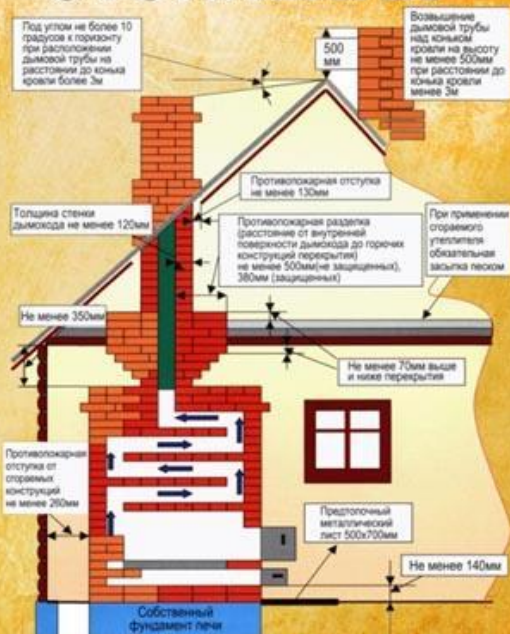 Под углом не более 10
градусов к горизонту
при расположении
дымовой трубы на
расстоянии до конька
кровли более 3м
500
мм
Возвышение
дымовой трубы
над коньком
кровли на высоту
не менее 500мм
при расстоянии до
конька кровли
менее 3м
Противопожарная отступка
не менее 130мм
Толщина стенки
дымохода не менее 120мм
Противопожарная разделка
(расстояние от внутренней
поверхности дымохода до горючих
конструкций перекрытия)
не менее 500мм(не защищенных),
380мм (защищенных)
При применении
сгораемого
утеплителя
обязательная
засыпка песком
Не менее 350мм
Не менее 70мм выше
и ниже перекрытия
Противопожарная
отступка от
сгораемых
конструкций
не менее 260мм
Предтопочный
металлический
лист 500х700мм
Не менее 140мм
Собственный
фундамент печи